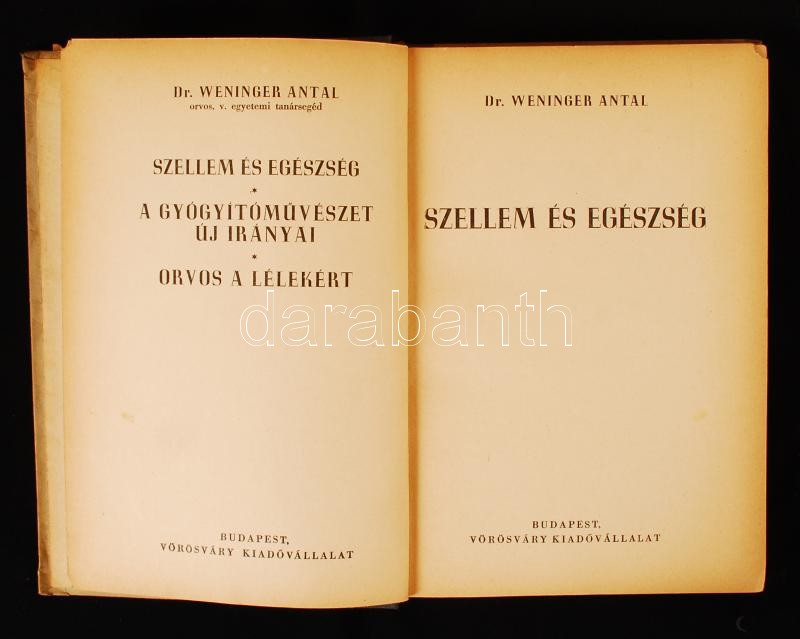 Dr. WENINGER ANTAL
orvos, v. egyetemi tanársegéd
SZELLEM ÉS EGÉSZSÉG
*
A GYÓGYÍTÓMŰVÉSZET
ÚJ IRÁNYAI
*
ORVOS A LÉLEKÉRT
BUDAPEST,
VÖRÖSVÁRY KIADÓVÁLLALAT
Dr. WENINGER ANTAL
SZELLEM ÉS EGÉSZSÉG
BUDAPEST,
VÖRÖSVÁRY KIADÓVÁLLALAT
darabanth